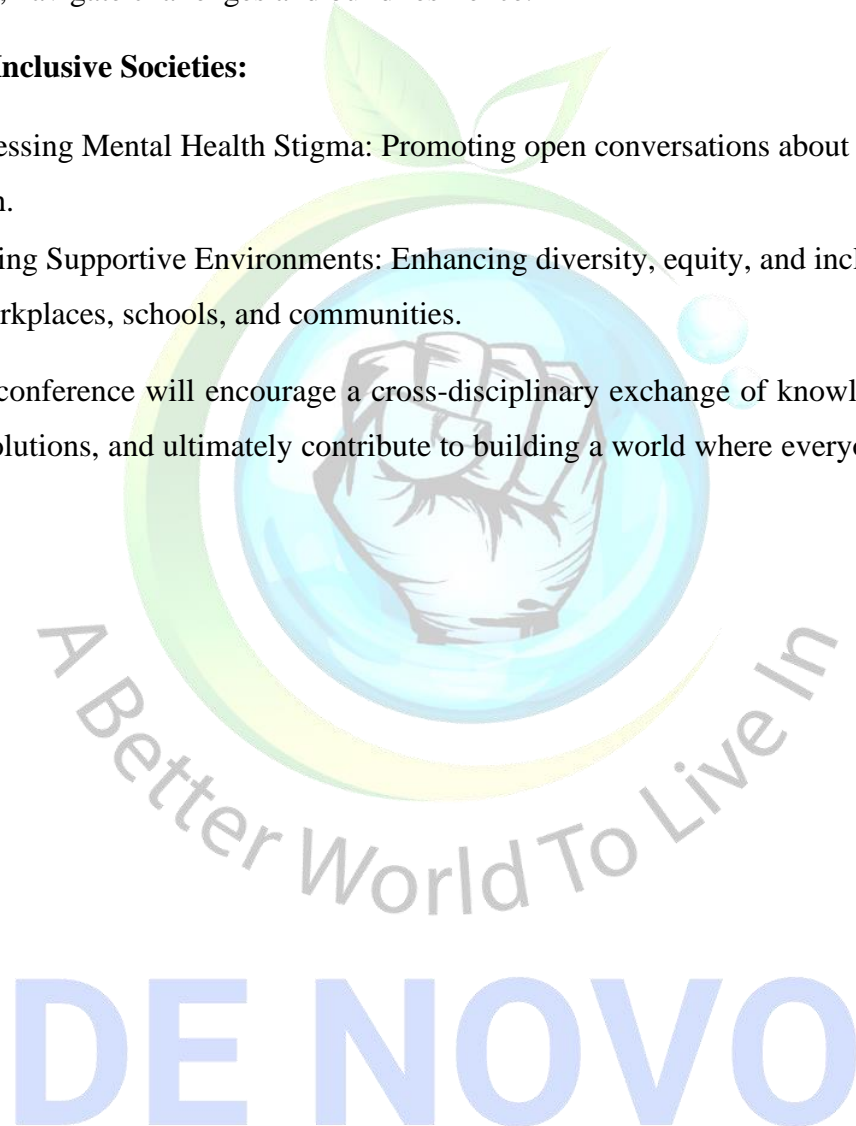 navigate challenges and build resilience.
Inclusive Societies:
essing Mental Health Stigma: Promoting open conversations about
n.
ing Supportive Environments: Enhancing diversity, equity, and incl
rkplaces, schools, and communities.
conference will encourage a cross-disciplinary exchange of knowl
olutions, and ultimately contribute to building a world where everyo
A Better World To Live In
DE NOVO